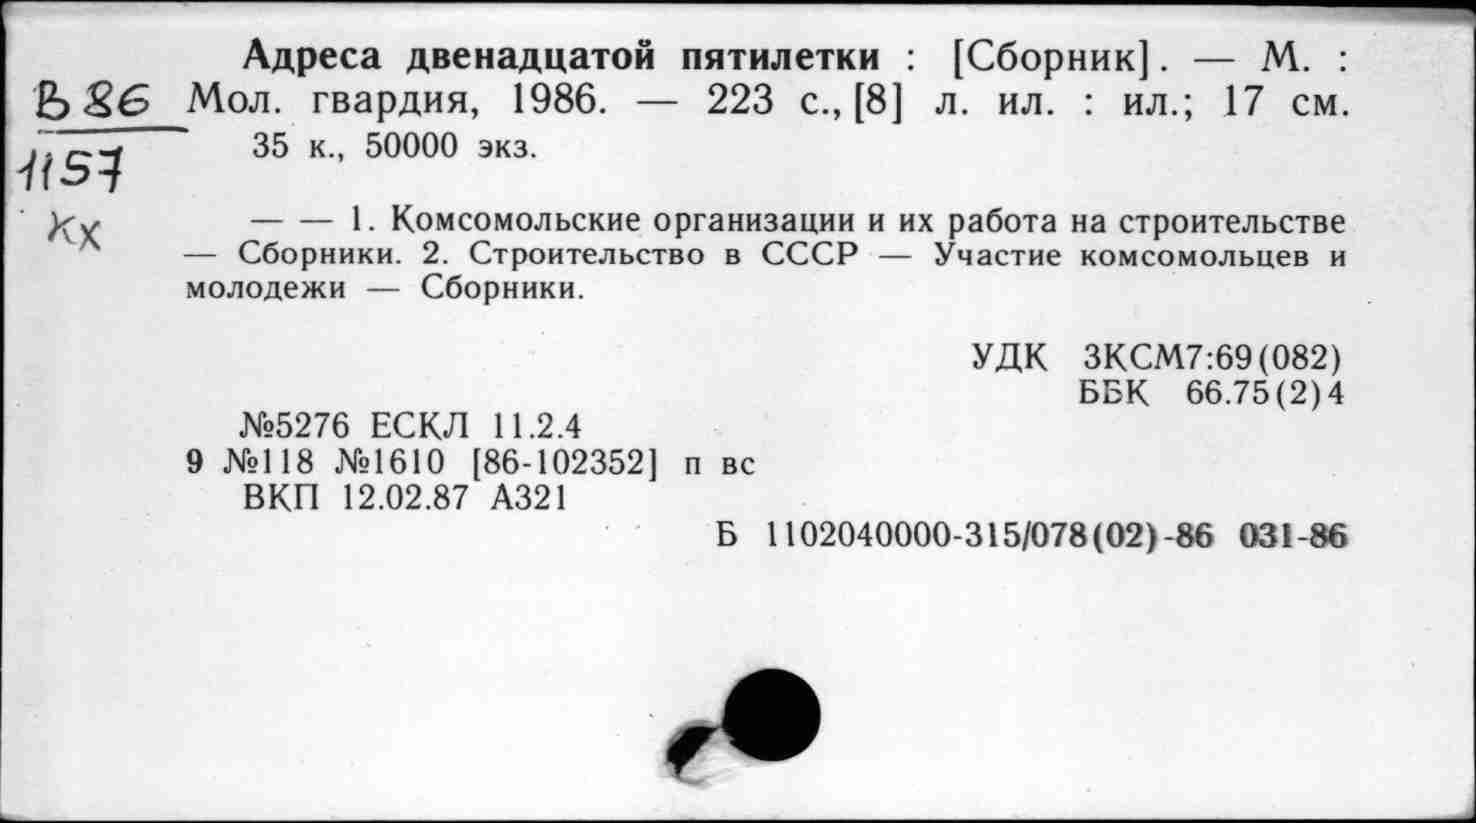 Адреса двенадцатой пятилетки : [Сборник]. — М. :
В 86 Мол. гвардия, 1986. — 223 с., [8] л. ил. : ил.; 17 см.
1157 35 к., 50000 экз.
Кх — — 1. Комсомольские организации и их работа на строительстве
— Сборники. 2. Строительство в СССР — Участие комсомольцев и
молодежи — Сборники.
УДК 3КСМ7:69(082)
ББК 66.75(2)4
№5276 ЕСКЛ 11.2.4
9 №118 №1610 [86-102352] п вс
ВКП 12.02.87 А321
Б 1102040000-315/078(02)-86 031-86